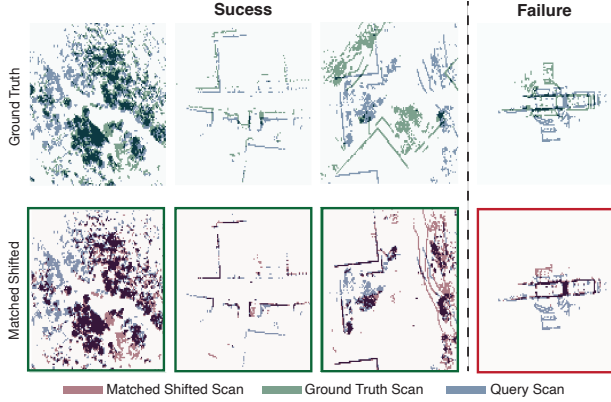 Sucess
Failure
Ground Truth
Matched Shifted
Matched Shifted Scan
Ground Truth Scan
Query Scan